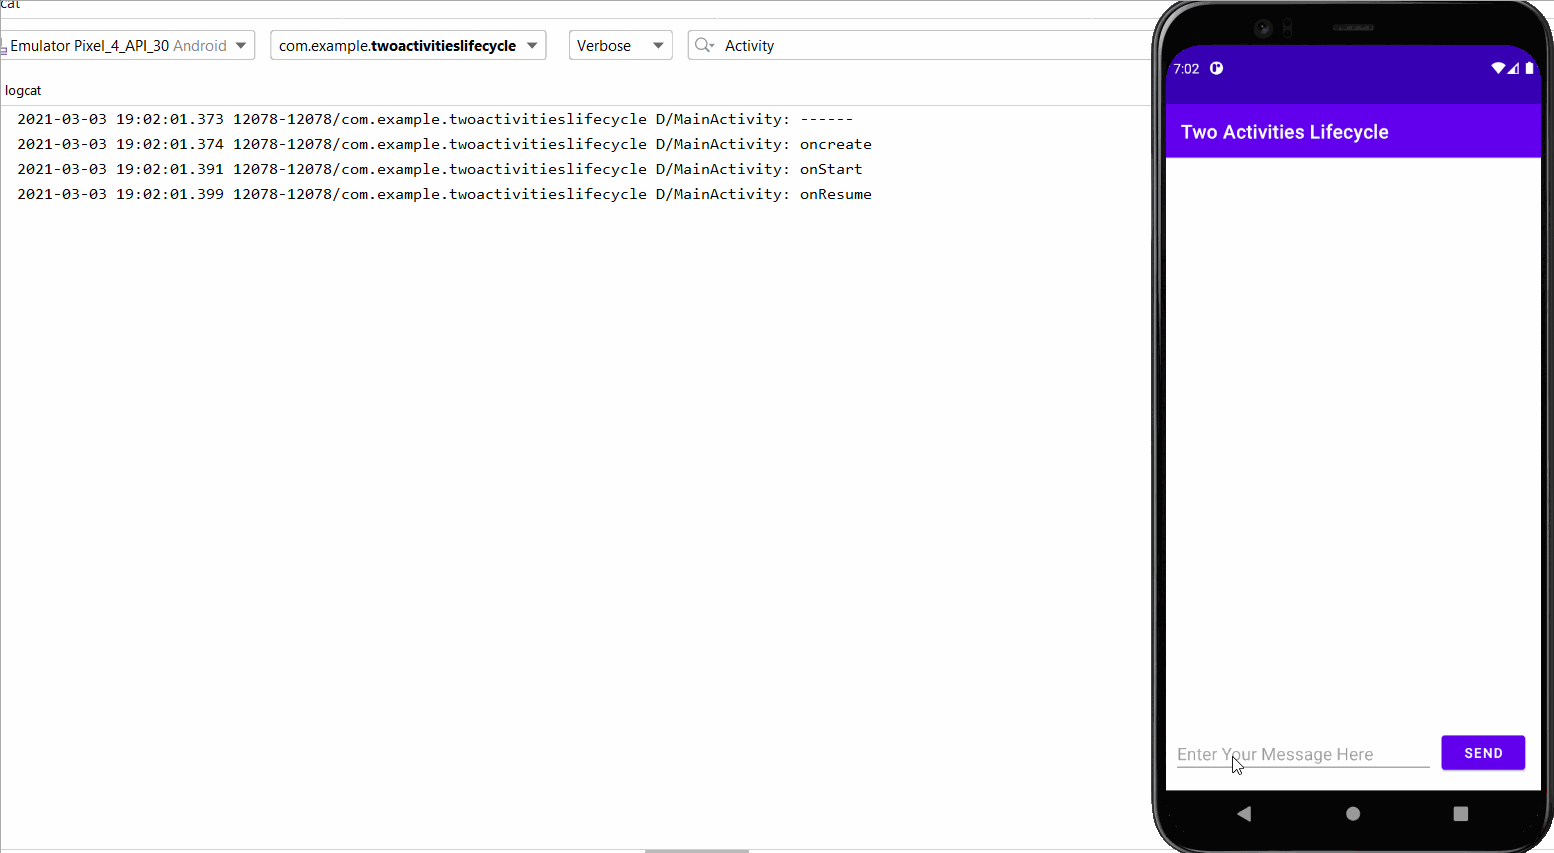 cat
Emulator Pixel_4_API_30 Android com.example.twoactivitieslifecycle Verbose Activity
logcat
2021-03-03 19:02:01.373 12078-12078/com.example.twoactivitieslifecycle D/MainActivity: ------
2021-03-03 19:02:01.374 12078-12078/com.example.twoactivitieslifecycle D/MainActivity: oncreate
2021-03-03 19:02:01.391 12078-12078/com.example.twoactivitieslifecycle D/MainActivity: onStart
2021-03-03 19:02:01.399 12078-12078/com.example.twoactivitieslifecycle D/MainActivity: onResume
7:02
Two Activities Lifecycle
Enter Your Message Here SEND